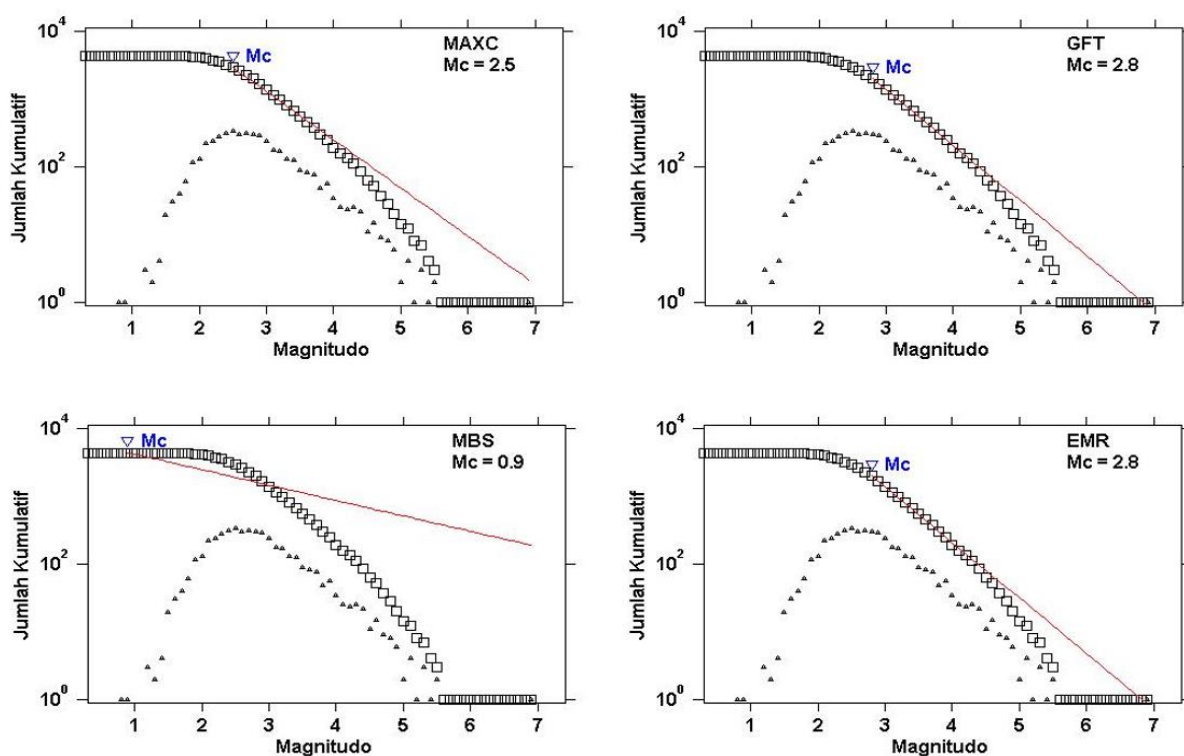 MAXC
Mc = 2.5
Mc
10⁴
10²
10⁰
Jumlah Kumulatif
1 2 3 4 5 6 7
Magnitudo
GFT
Mc = 2.8
Mc
10⁴
10²
10⁰
Jumlah Kumulatif
1 2 3 4 5 6 7
Magnitudo
MBS
Mc = 0.9
Mc
10⁴
10²
10⁰
Jumlah Kumulatif
1 2 3 4 5 6 7
Magnitudo
EMR
Mc = 2.8
Mc
10⁴
10²
10⁰
Jumlah Kumulatif
1 2 3 4 5 6 7
Magnitudo